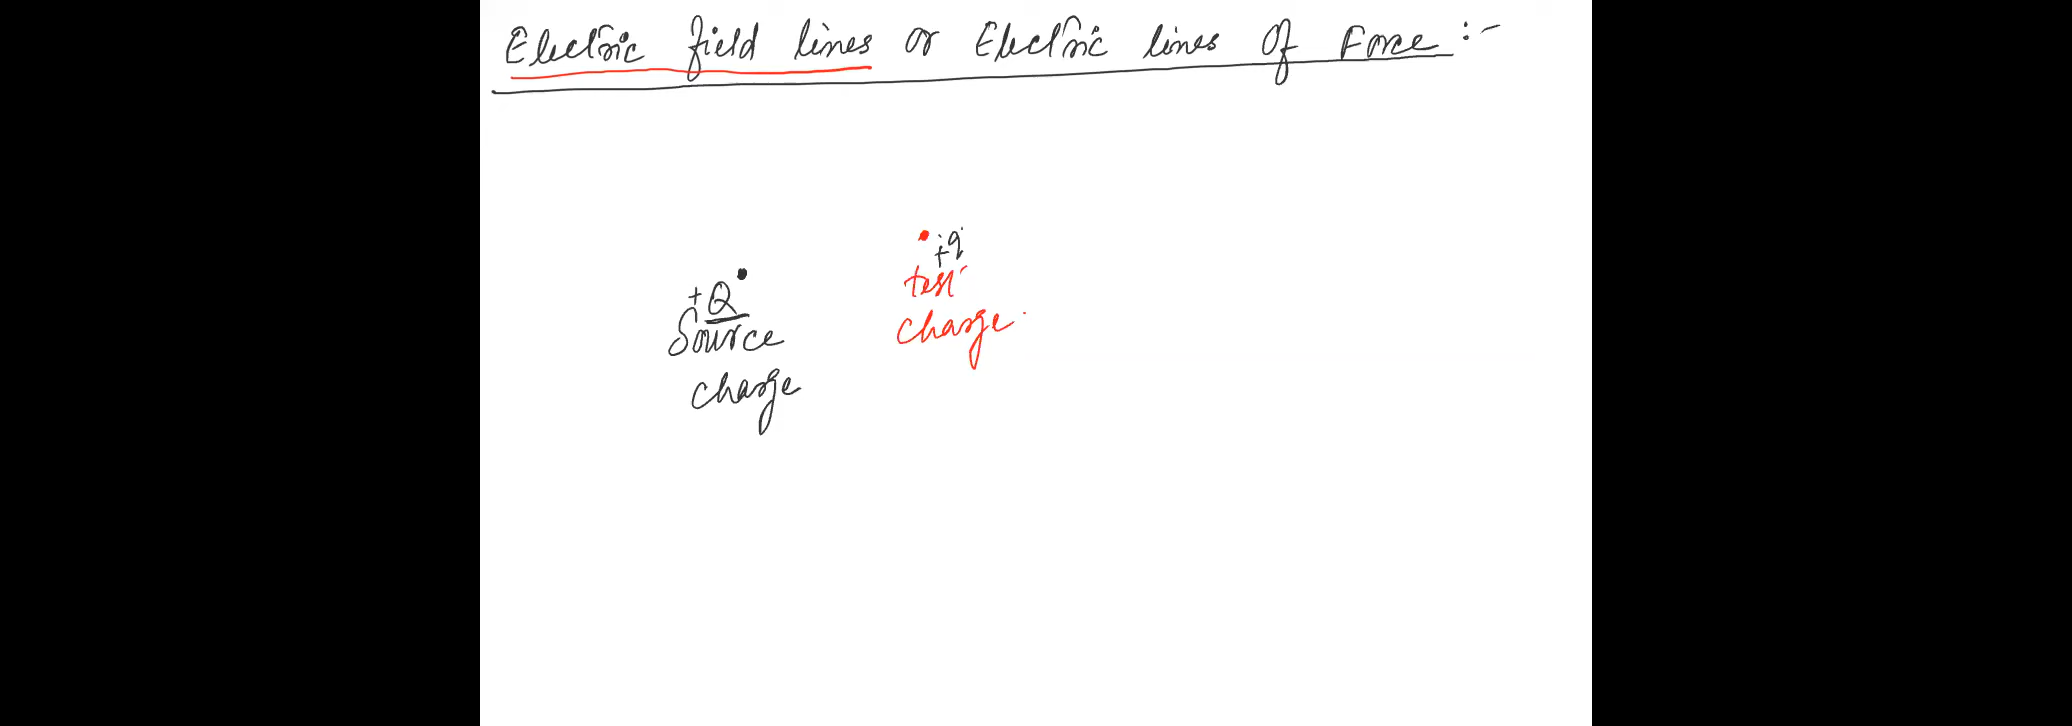 Electric field lines or Electric lines of Force :-
+q
test
charge.
+Q
Source
charge